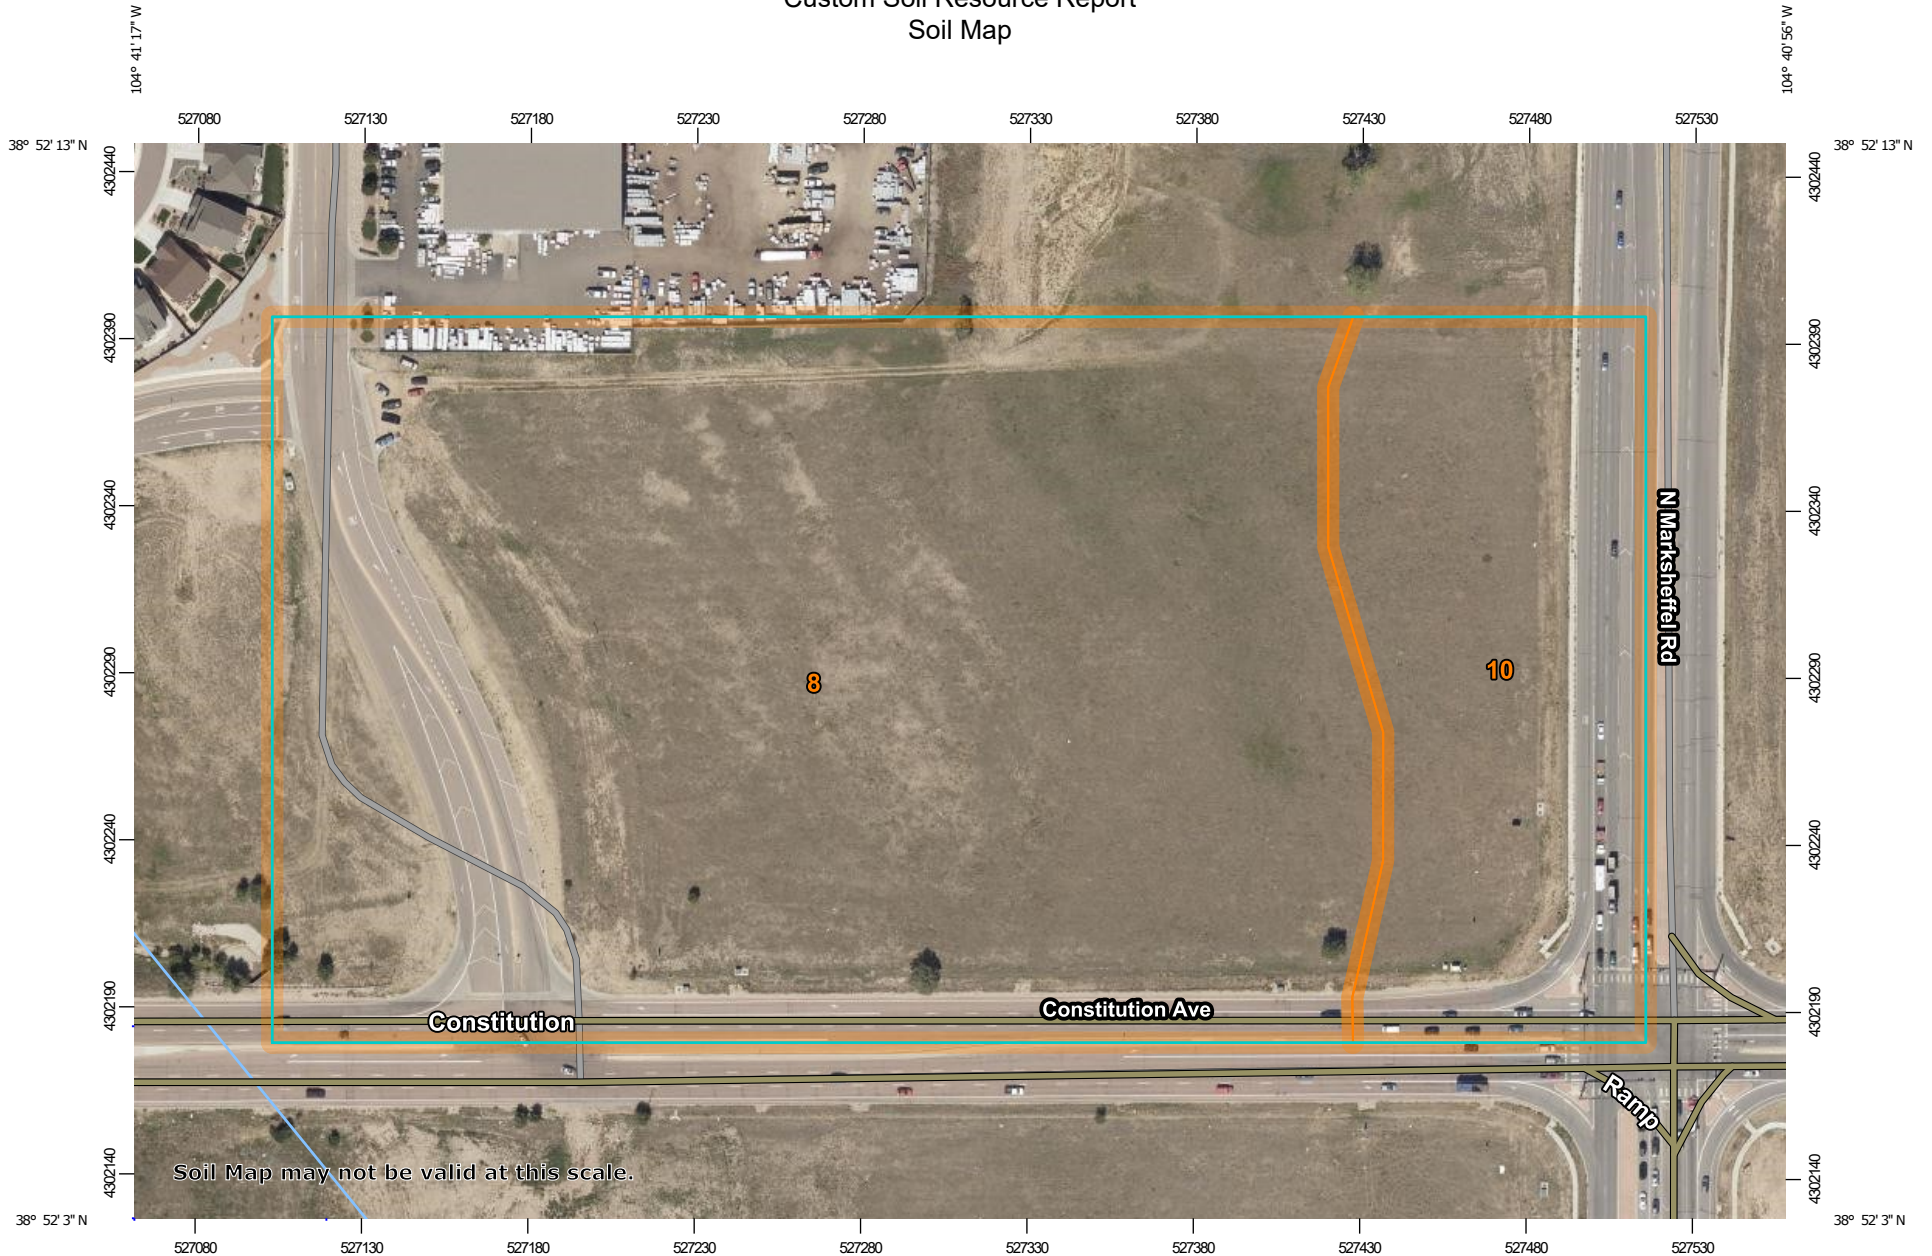 Custom Soil Resource Report
Soil Map
104° 41' 17" W
104° 40' 56" W
527080 527130 527180 527230 527280 527330 527380 527430 527480 527530
38° 52' 13" N
38° 52' 13" N
4302440
4302440
4302390
4302390
4302340
4302340
N Marksheffel Rd
4302290
4302290
8
10
4302240
4302240
4302190
4302190
Constitution
Constitution Ave
Ramp
4302140
4302140
Soil Map may not be valid at this scale.
38° 52' 3" N
38° 52' 3" N
527080 527130 527180 527230 527280 527330 527380 527430 527480 527530